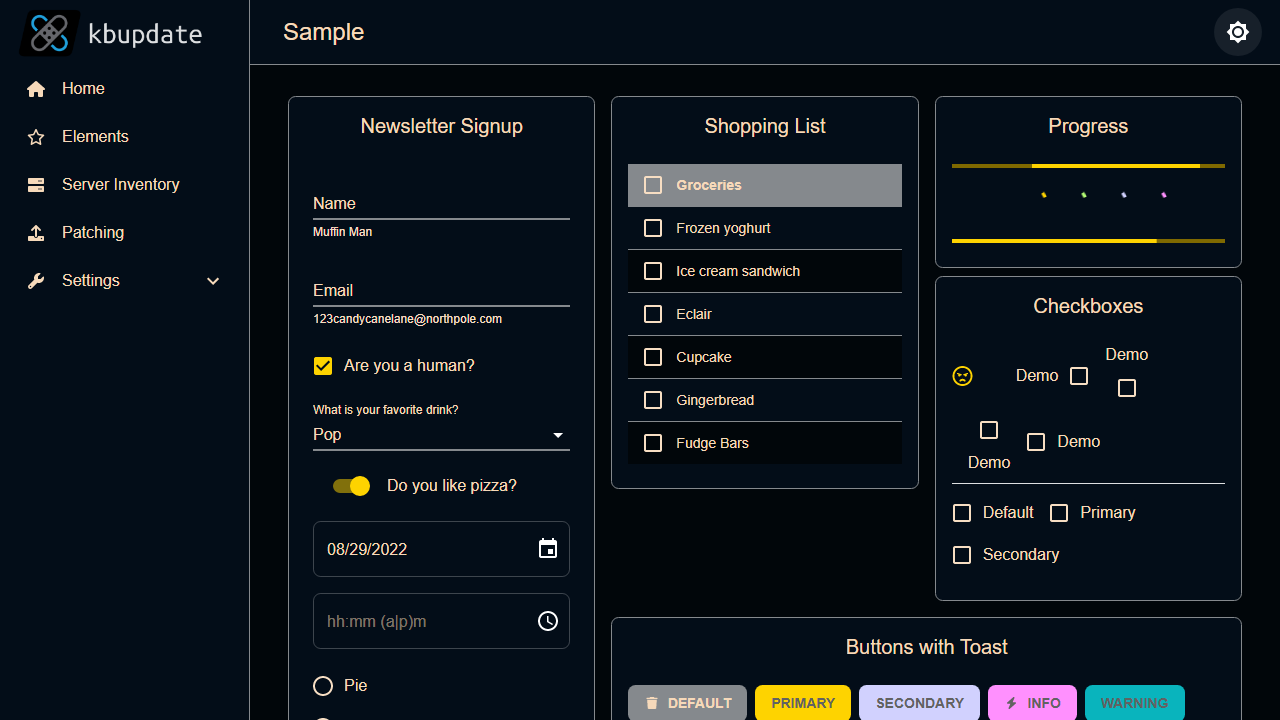 kbupdate
Sample
Home
Elements
Server Inventory
Patching
Settings
Newsletter Signup
Name
Muffin Man
Email
123candycanelane@northpole.com
Are you a human?
What is your favorite drink?
Pop
Do you like pizza?
08/29/2022
hh:mm (a|p)m
Pie
Shopping List
Groceries
Frozen yoghurt
Ice cream sandwich
Eclair
Cupcake
Gingerbread
Fudge Bars
Progress
Checkboxes
Demo
Demo
Demo
Demo
Default
Primary
Secondary
Buttons with Toast
DEFAULT
PRIMARY
SECONDARY
INFO
WARNING